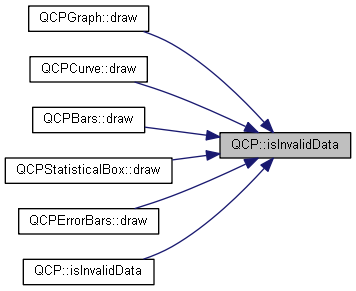 QCPGraph::draw
QCPCurve::draw
QCPBars::draw
QCP::isInvalidData
QCPStatisticalBox::draw
QCPErrorBars::draw
QCP::isInvalidData